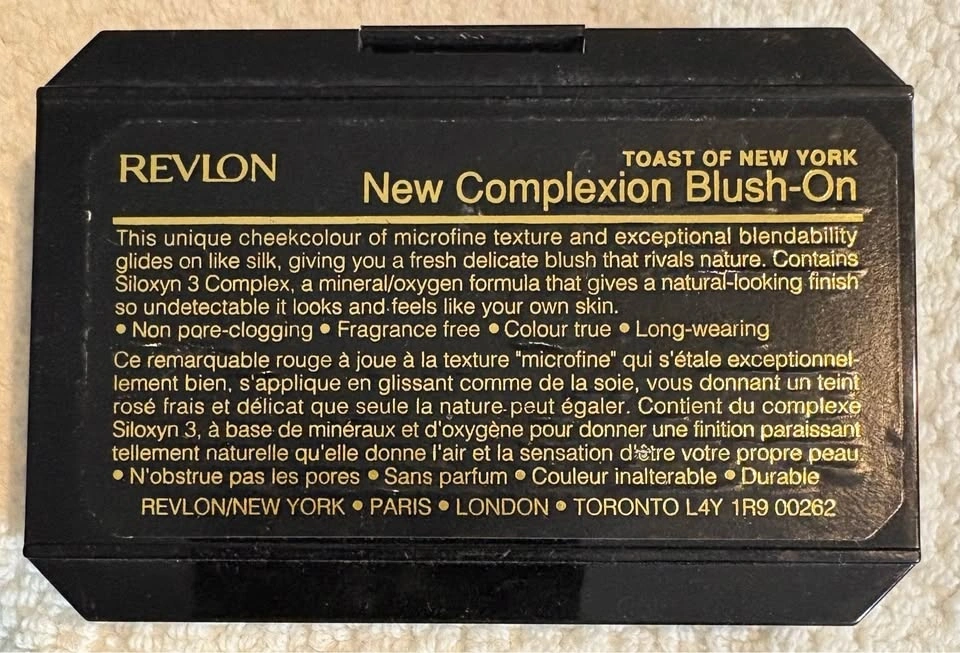 REVLON
TOAST OF NEW YORK
New Complexion Blush-On
This unique cheekcolour of microfine texture and exceptional blendability
glides on like silk, giving you a fresh delicate blush that rivals nature. Contains
Siloxyn 3 Complex, a mineral/oxygen formula that gives a natural-looking finish
so undetectable it looks and feels like your own skin.
• Non pore-clogging • Fragrance free • Colour true • Long-wearing
Ce remarquable rouge à joue à la texture "microfine" qui s'étale exceptionnel-
lement bien, s'applique en glissant comme de la soie, vous donnant un teint
rosé frais et délicat que seule la nature peut égaler. Contient du complexe
Siloxyn 3, à base de minéraux et d'oxygène pour donner une finition paraissant
tellement naturelle qu'elle donne l'air et la sensation d'être votre propre peau.
• N'obstrue pas les pores • Sans parfum • Couleur inalterable • Durable
REVLON/NEW YORK • PARIS • LONDON • TORONTO L4Y 1R9 00262